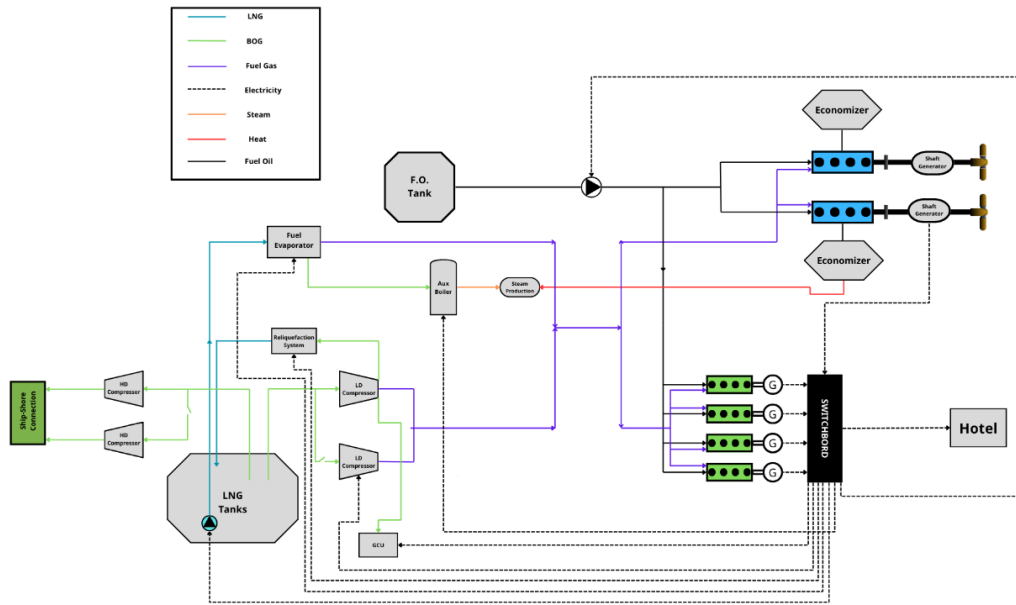 LNG
BOG
Fuel Gas
Electricity
Steam
Heat
Fuel Oil
Economizer
F.O.
Tank
Shaft
Generator
Shaft
Generator
Fuel
Evaporator
Economizer
Aux
Boiler
Steam
Production
Reliquefaction
System
Ship-Shore
Connection
HD
Compressor
LD
Compressor
HD
Compressor
LD
Compressor
G
G
G
G
SWITCHBORD
Hotel
LNG
Tanks
GCU